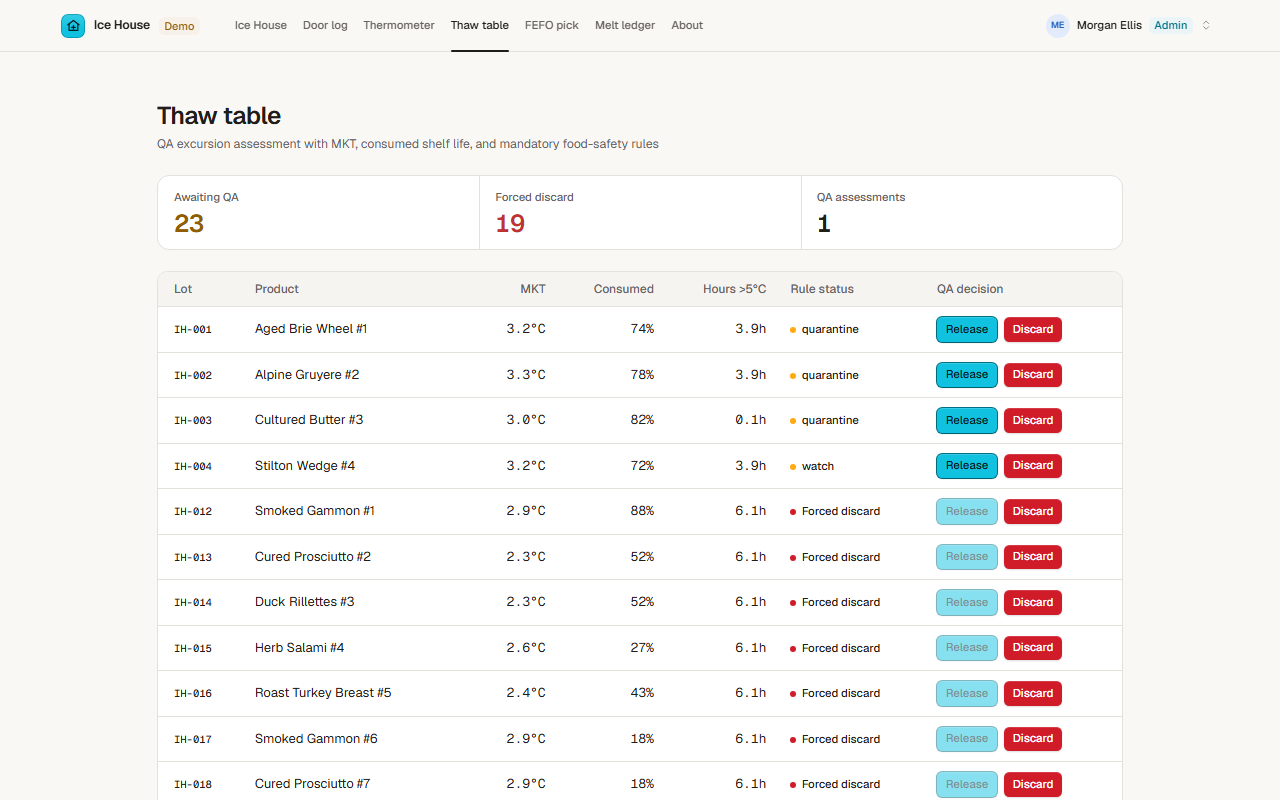 Ice House Demo Ice House Door log Thermometer Thaw table FEFO pick Melt ledger About ME Morgan Ellis Admin
Thaw table
QA excursion assessment with MKT, consumed shelf life, and mandatory food-safety rules
Awaiting QA Forced discard QA assessments
23 19 1
Lot Product MKT Consumed Hours >5°C Rule status QA decision
IH-001 Aged Brie Wheel #1 3.2°C 74% 3.9h quarantine Release Discard
IH-002 Alpine Gruyere #2 3.3°C 78% 3.9h quarantine Release Discard
IH-003 Cultured Butter #3 3.0°C 82% 0.1h quarantine Release Discard
IH-004 Stilton Wedge #4 3.2°C 72% 3.9h watch Release Discard
IH-012 Smoked Gammon #1 2.9°C 88% 6.1h Forced discard Release Discard
IH-013 Cured Prosciutto #2 2.3°C 52% 6.1h Forced discard Release Discard
IH-014 Duck Rillettes #3 2.3°C 52% 6.1h Forced discard Release Discard
IH-015 Herb Salami #4 2.6°C 27% 6.1h Forced discard Release Discard
IH-016 Roast Turkey Breast #5 2.4°C 43% 6.1h Forced discard Release Discard
IH-017 Smoked Gammon #6 2.9°C 18% 6.1h Forced discard Release Discard
IH-018 Cured Prosciutto #7 2.9°C 18% 6.1h Forced discard Release Discard